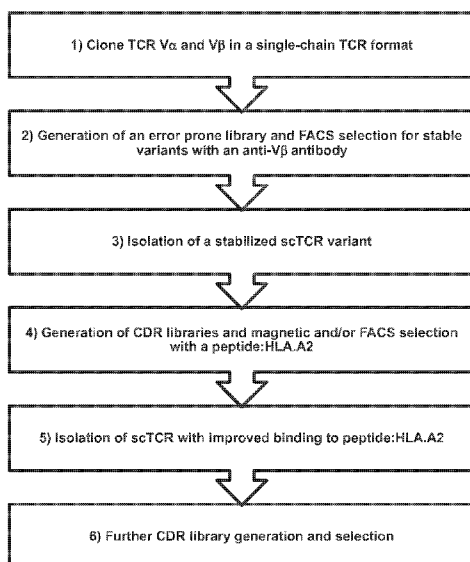 1) Clone TCR Vα and Vβ in a single-chain TCR format
2) Generation of an error prone library and FACS selection for stable
variants with an anti-Vβ antibody
3) Isolation of a stabilized scTCR variant
4) Generation of CDR libraries and magnetic and/or FACS selection
with a peptide:HLA.A2
5) Isolation of scTCR with improved binding to peptide:HLA.A2
6) Further CDR library generation and selection